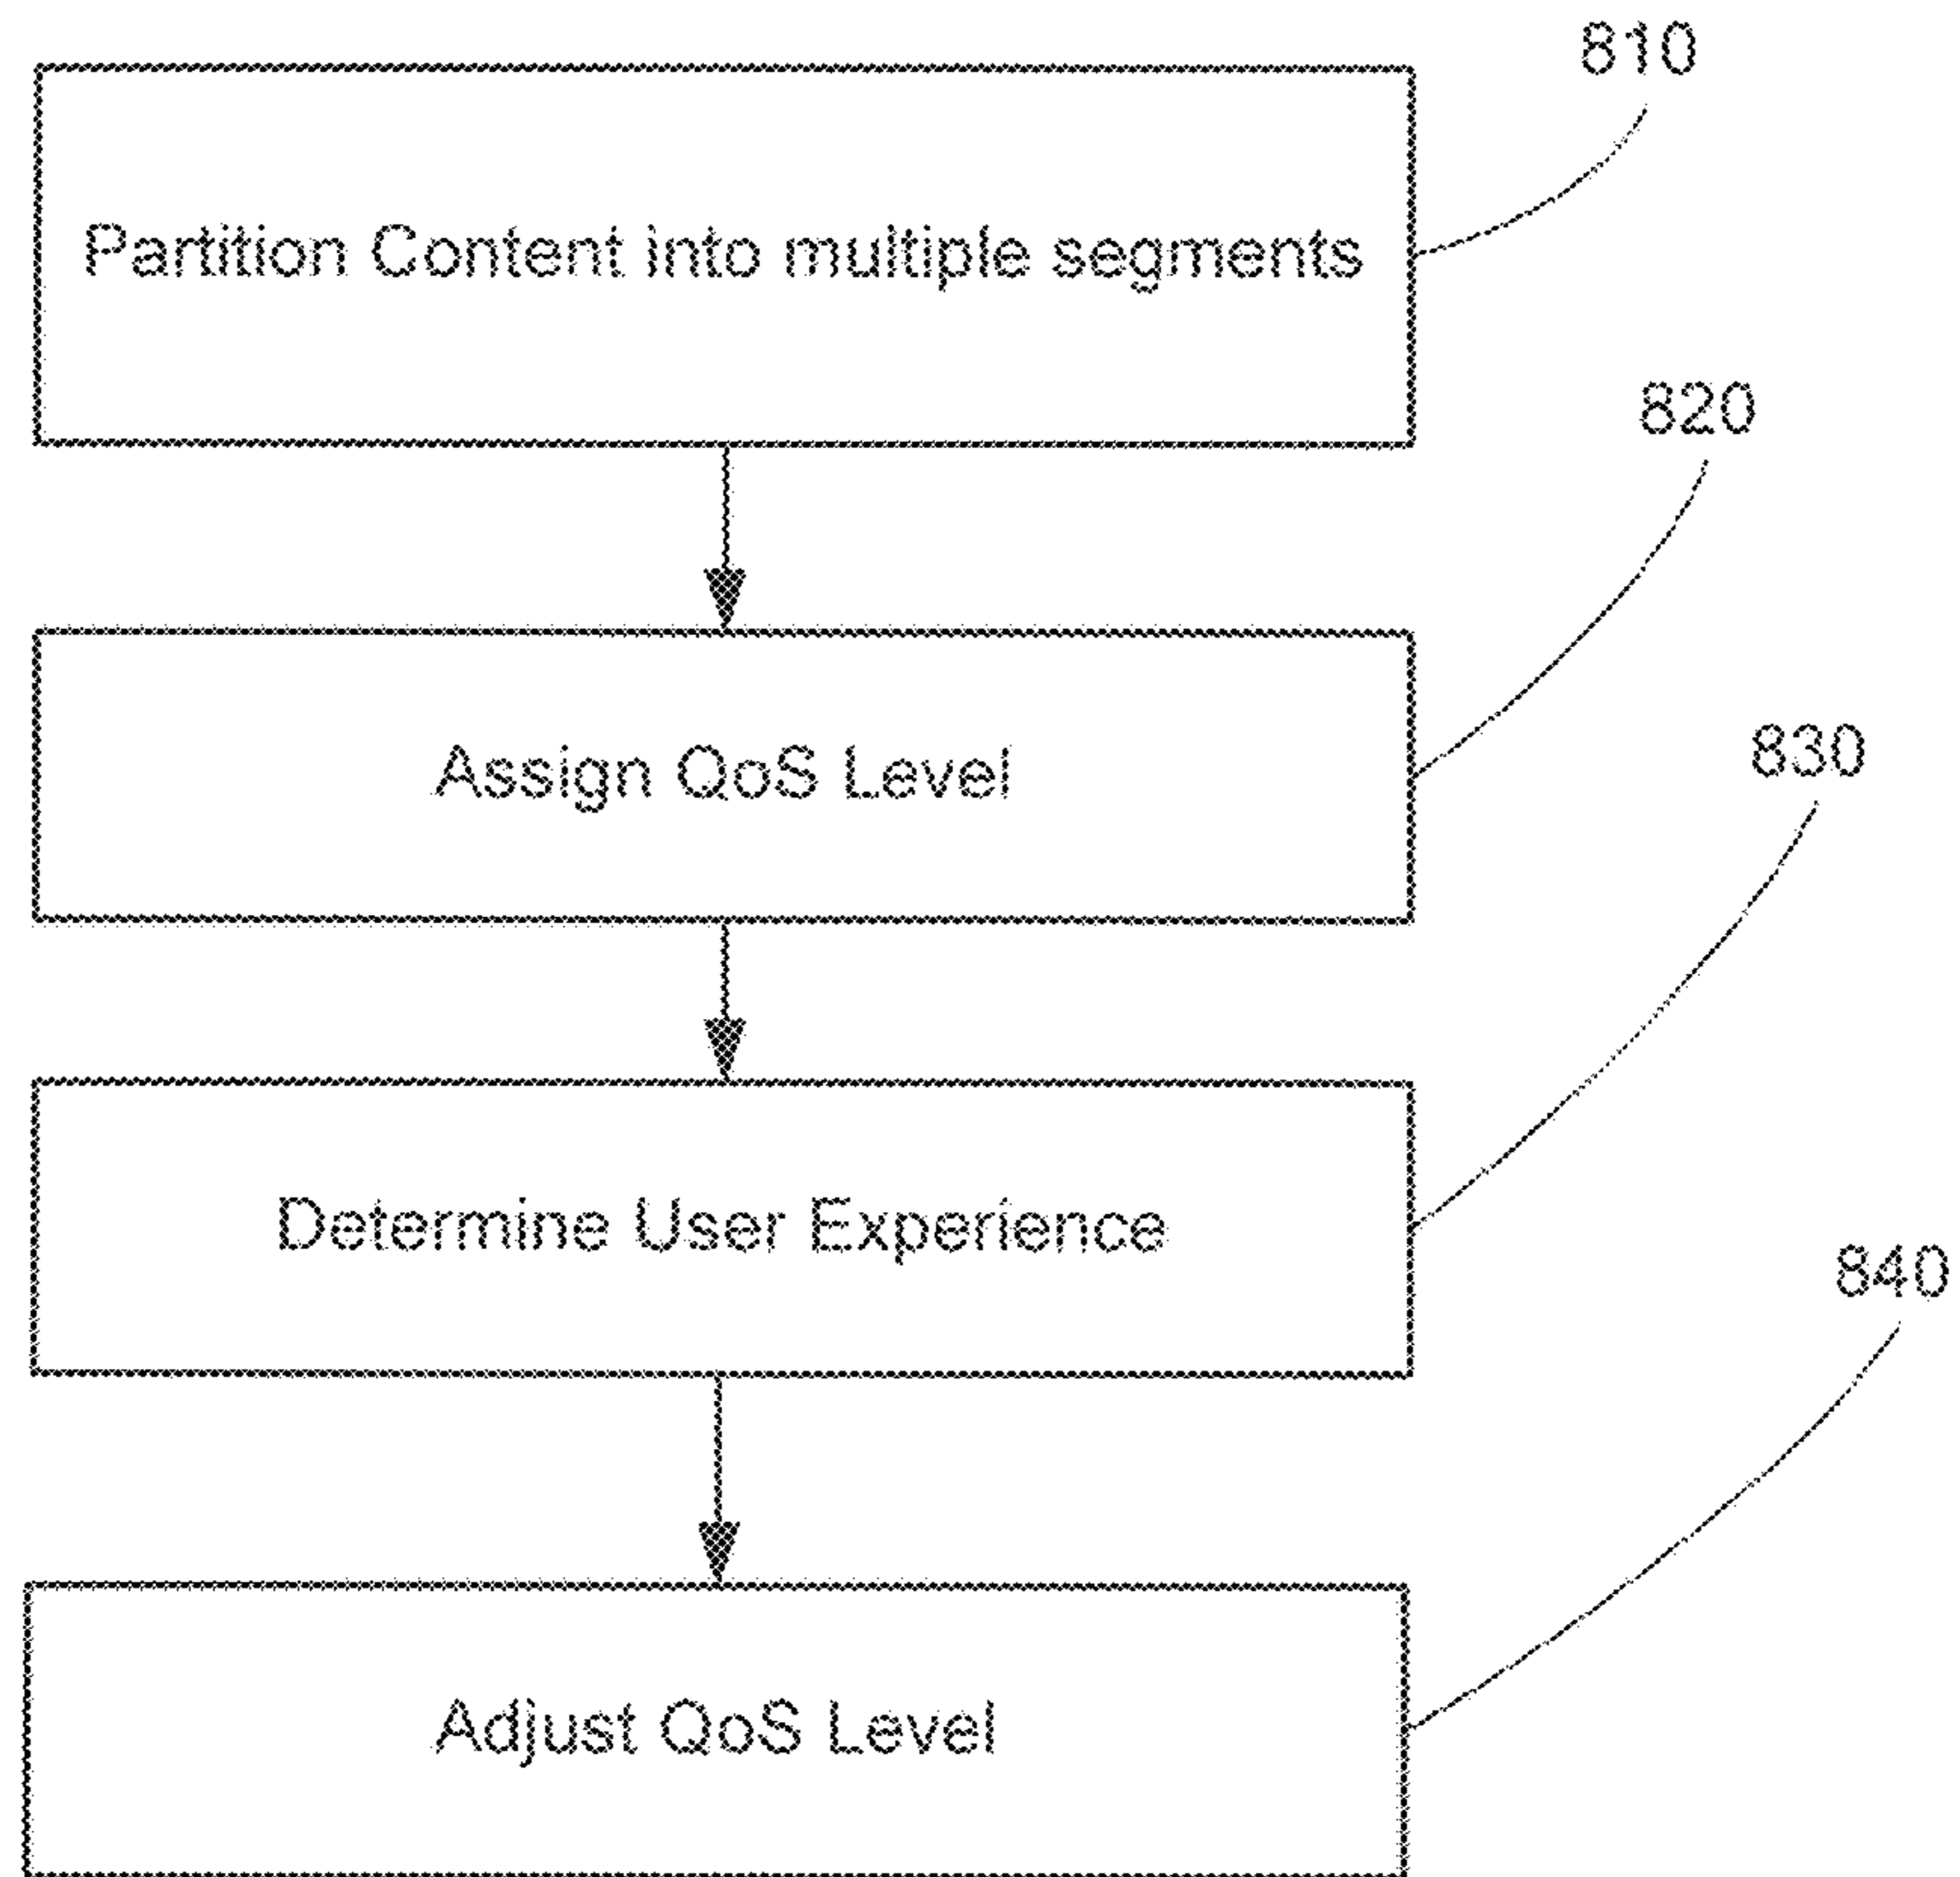 810
Partition Content into multiple segments
820
Assign QoS Level
830
Determine User Experience
840
Adjust QoS Level